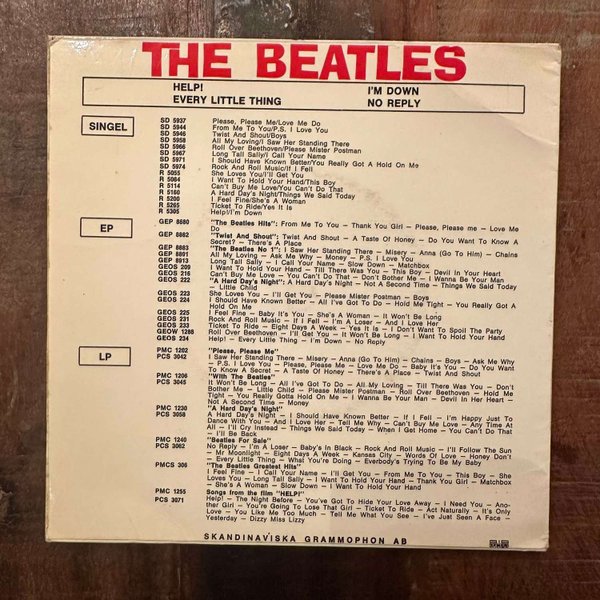 THE BEATLES
HELP! I'M DOWN
EVERY LITTLE THING NO REPLY
SINGEL
SD 5937 Please, Please Me/Love Me Do
SD 5944 From Me To You/P.S. I Love You
SD 5946 Twist And Shout/Boys
SD 5958 All My Loving/I Saw Her Standing There
SD 5966 Roll Over Beethoven/Please Mister Postman
SD 5967 Long Tall Sally/I Call Your Name
SD 5971 I Should Have Known Better/You Really Got A Hold On Me
SD 5974 Rock And Roll Music/If I Fell
R 5055 She Loves You/I'll Get You
R 5084 I Want To Hold Your Hand/This Boy
R 5114 Can't Buy Me Love/You Can't Do That
R 5160 A Hard Day's Night/Things We Said Today
R 5200 I Feel Fine/She's A Woman
R 5265 Ticket To Ride/Yes It Is
R 5305 Help!/I'm Down
EP
GEP 8880 "The Beatles Hits": From Me To You — Thank You Girl — Please, Please me — Love Me
Do
GEP 8882 "Twist And Shout": Twist And Shout — A Taste Of Honey — Do You Want To Know A
Secret? — There's A Place
GEP 8883 "The Beatles No 1": I Saw Her Standing There — Misery — Anna (Go To Him) — Chains
GEP 8891 All My Loving — Ask Me Why — Money — P.S. I Love You
GEP 8913 Long Tall Sally — I Call Your Name — Slow Down — Matchbox
GEOS 209 I Want To Hold Your Hand — Till There Was You — This Boy — Devil In Your Heart
GEOS 218 Can't Buy Me Love — You Can't Do That — Don't Bother Me — I Wanna Be Your Man
GEOS 222 "A Hard Day's Night": A Hard Day's Night — Not A Second Time — Things We Said Today
— Little Child
GEOS 223 She Loves You — I'll Get You — Please Mister Postman — Boys
GEOS 224 I Should Have Known Better — All I've Got To Do — Hold Me Tight — You Really Got A
Hold On Me
GEOS 225 I Feel Fine — Baby It's You — She's A Woman — It Won't Be Long
GEOS 231 Rock And Roll Music — If I Fell — I'm A Loser — And I Love Her
GEOS 233 Ticket To Ride — Eight Days A Week — Yes It is — I Don't Want To Spoil The Party
GEOW 1288 Roll Over Beethoven — I'll Get You — It Won't Be Long — I Want To Hold Your Hand
GEOS 234 Help! — Every Little Thing — I'm Down — No Reply
LP
PMC 1202 "Please, Please Me"
PCS 3042 I Saw Her Standing There — Misery — Anna (Go To Him) — Chains — Boys — Ask Me Why
— P.S. I Love You — Please, Please Me — Love Me Do — Baby It's You — Do You Want
To Know A Secret — A Taste Of Honey — There's A Place — Twist And Shout
PMC 1206 "With The Beatles"
PCS 3045 It Won't Be Long — All I've Got To Do — All My Loving — Till There Was You — Don't
Bother Me — Little Child — Please Mister Postman — Roll Over Beethoven — Hold Me
Tight — You Really Gotta Hold On Me — I Wanna Be Your Man — Devil In Her Heart —
Not A Second Time — Money
PMC 1230 "A Hard Day's Night"
PCS 3058 A Hard Day's Night — I Should Have Known Better — If I Fell — I'm Happy Just To
Dance With You — And I Love Her — Tell Me Why — Can't Buy Me Love — Any Time At
All — I'll Cry Instead — Things We Said Today — When I Get Home — You Can't Do That
— I'll Be Back
PMC 1240 "Beatles For Sale"
PCS 3062 No Reply — I'm A Loser — Baby's In Black — Rock And Roll Music — I'll Follow The Sun
— Mr Moonlight — Eight Days A Week — Kansas City — Words Of Love — Honey Don't
— Every Little Thing — What You're Doing — Everbody's Trying To Be My Baby
PMCS 306 "The Beatles Greatest Hits"
I Feel Fine — I Call Your Name — I'll Get You — From Me To You — This Boy — She
Loves You — Long Tall Sally — I Want To Hold Your Hand — Thank You Girl — Matchbox
— She's A Woman — Slow Down — I Want To Hold Your Hand
PMC 1255 Songs from the film "HELP!"
PCS 3071 Help! — The Night Before — You've Got To Hide Your Love Away — I Need You — Ano-
ther Girl — You're Going To Lose That Girl — Ticket To Ride — Act Naturally — It's Only
Love — You Like Me Too Much — Tell Me What You See — I've Just Seen A Face —
Yesterday — Dizzy Miss Lizzy
SKANDINAVISKA GRAMMOPHON AB